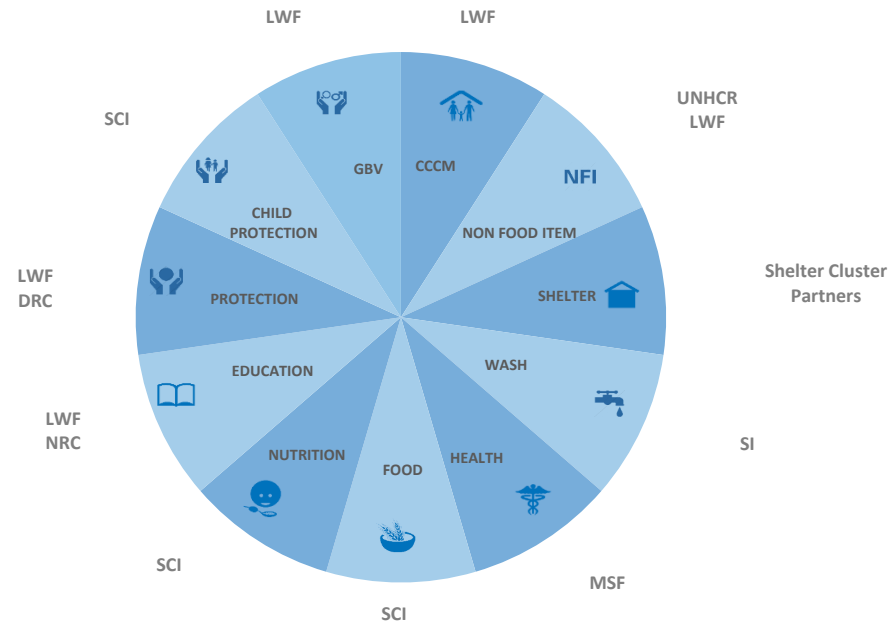 LWF
LWF
UNHCR
LWF
SCI
NFI
GBV
CCCM
CHILD
PROTECTION
NON FOOD ITEM
LWF
DRC
PROTECTION
SHELTER
Shelter Cluster
Partners
EDUCATION
WASH
LWF
NRC
NUTRITION
FOOD
HEALTH
SI
SCI
SCI
MSF